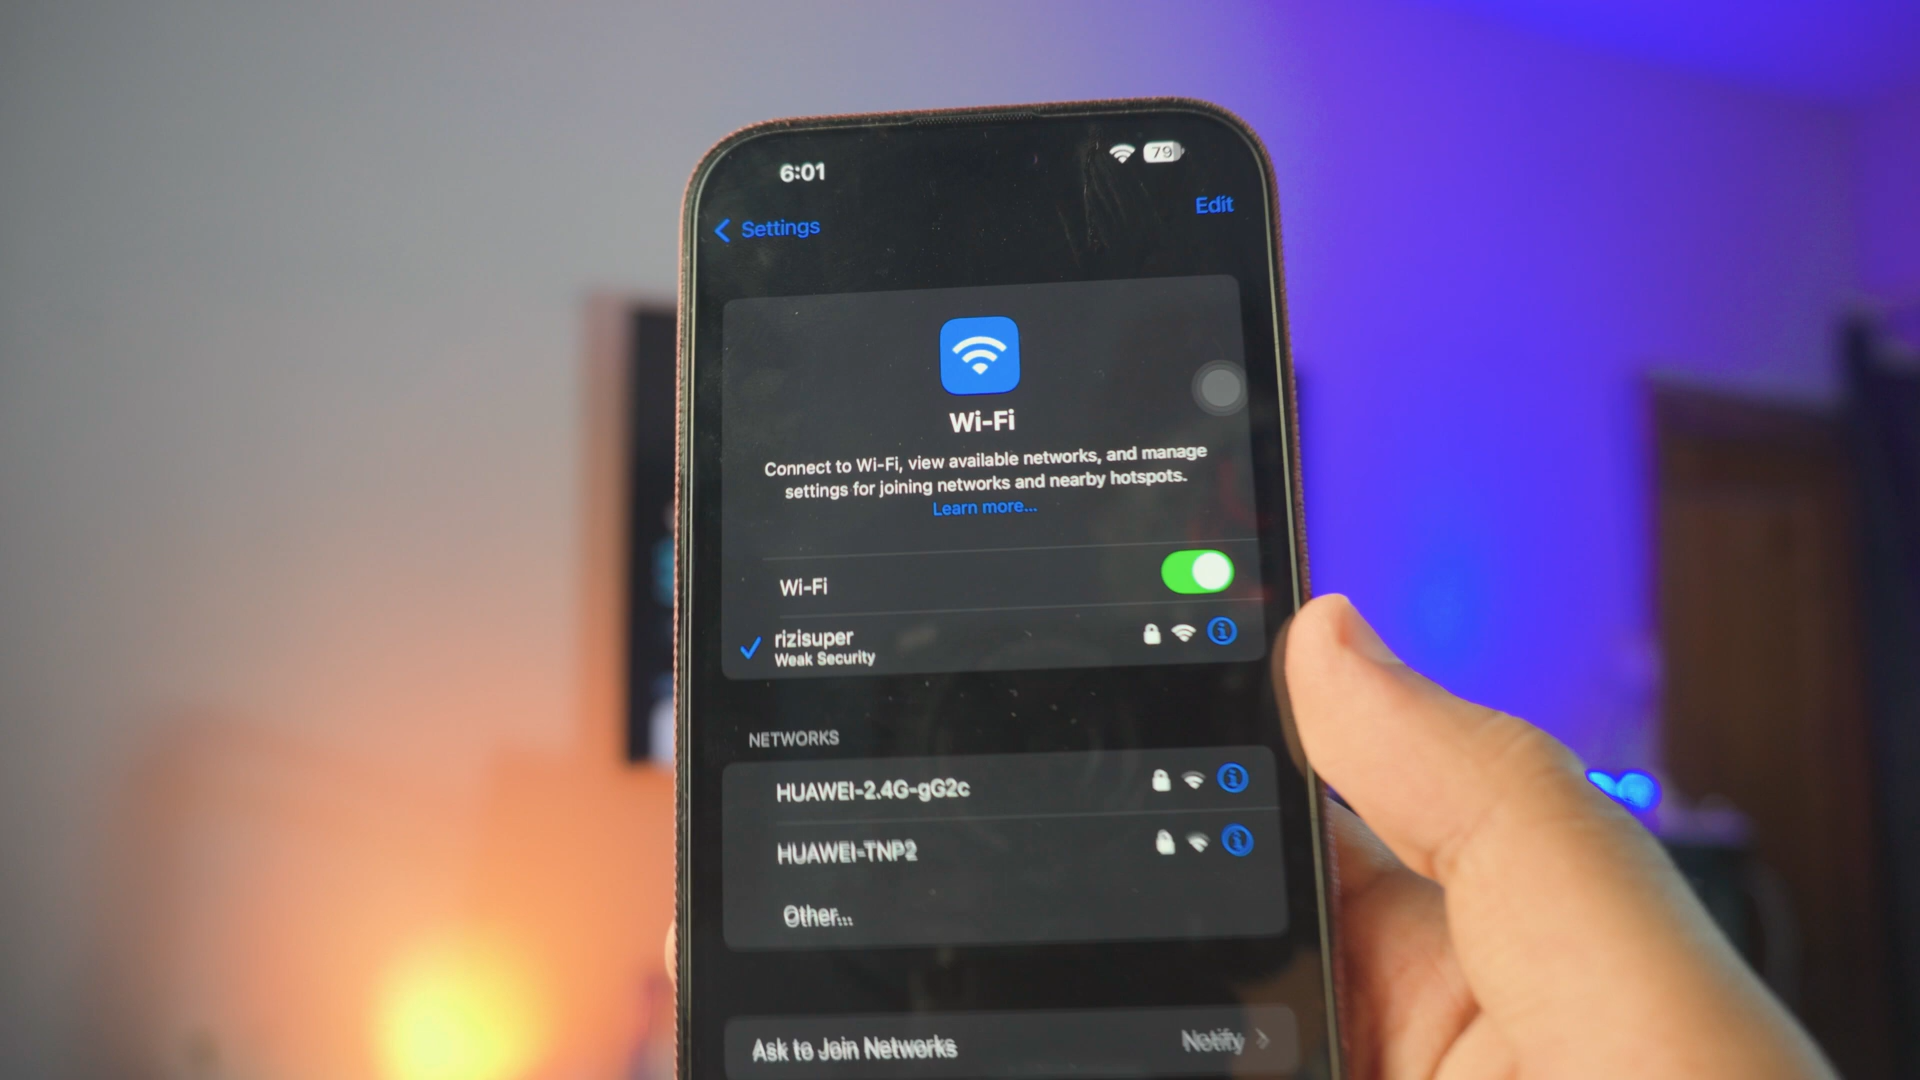 6:01
79
Settings
Edit
Wi-Fi
Connect to Wi-Fi, view available networks, and manage
settings for joining networks and nearby hotspots.
Learn more...
Wi-Fi
rizisuper
Weak Security
NETWORKS
HUAWEI-2.4G-gG2c
HUAWEI-TNP2
Other...
Ask to Join Networks
Notify